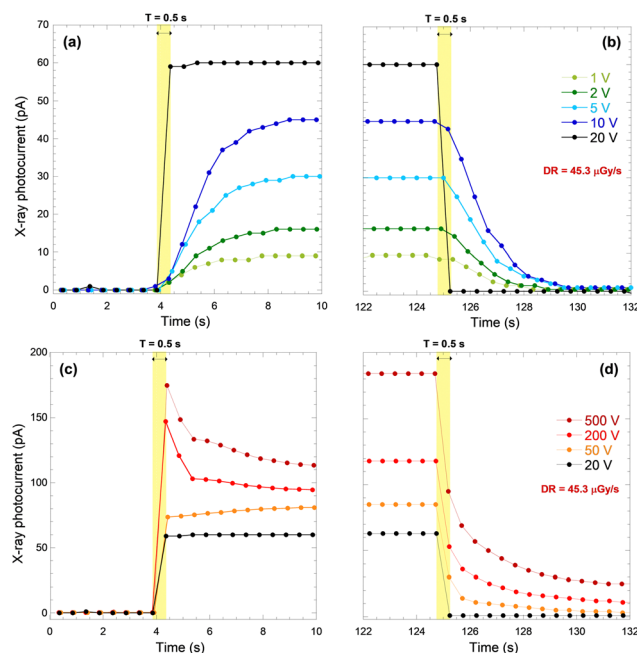 T = 0.5 s
T = 0.5 s
(a)
(b)
70
60
50
40
30
20
10
0
X-ray photocurrent (pA)
1 V
2 V
5 V
10 V
20 V
DR = 45.3 µGy/s
0 2 4 6 8 10
122 124 126 128 130 132
Time (s)
Time (s)
T = 0.5 s
T = 0.5 s
(c)
(d)
200
150
100
50
0
X-ray photocurrent (pA)
500 V
200 V
50 V
20 V
DR = 45.3 µGy/s
0 2 4 6 8 10
122 124 126 128 130 132
Time (s)
Time (s)